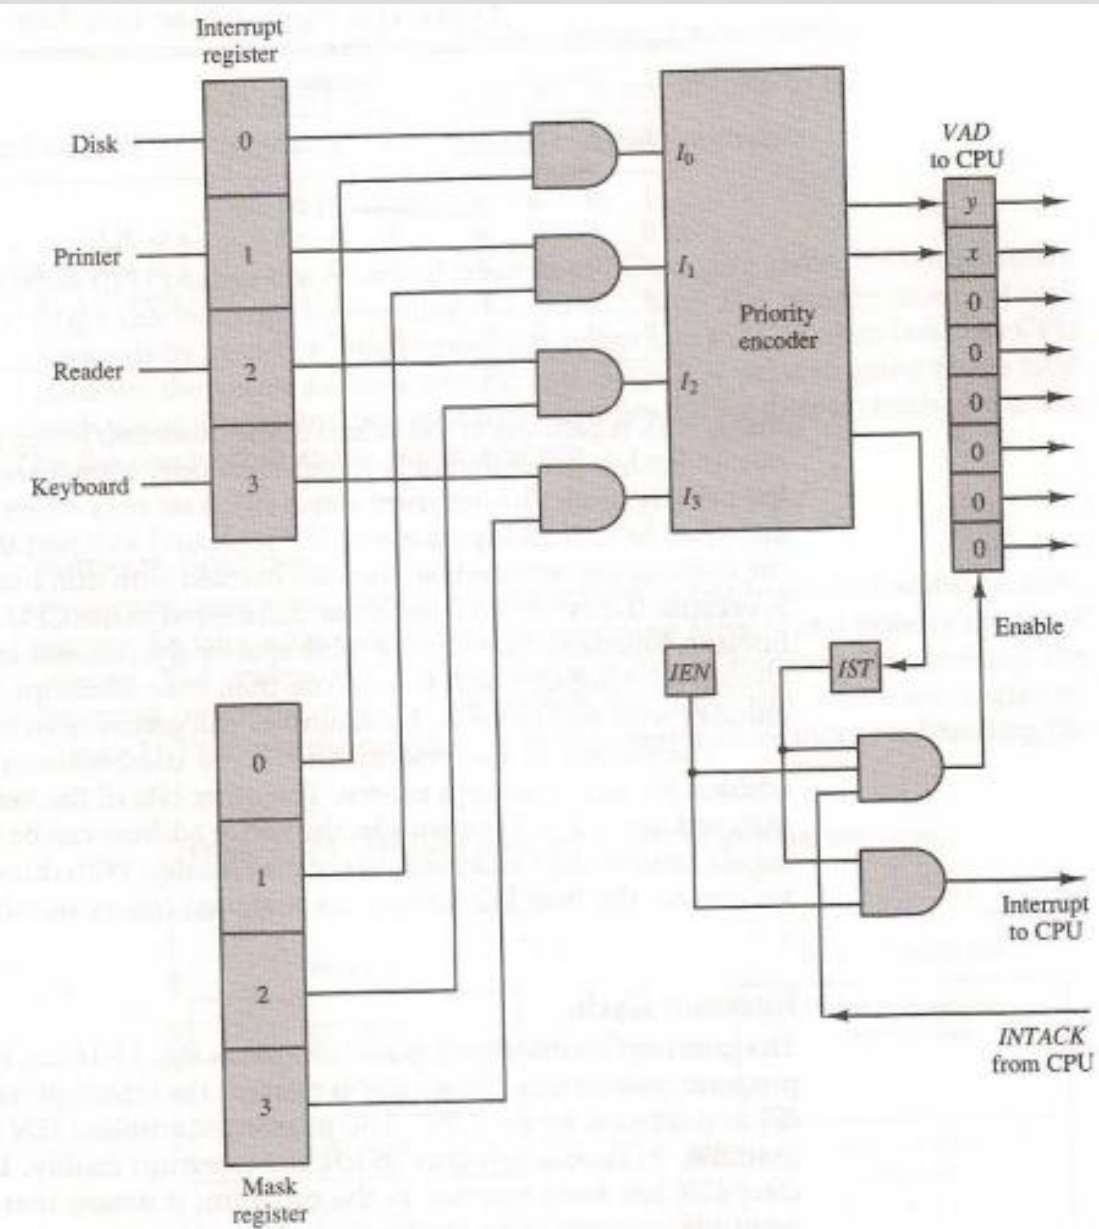 Interrupt
register
Disk
0
Printer
1
Reader
2
Keyboard
3
I0
I1
I2
I3
Priority
encoder
VAD
to CPU
y
x
0
0
0
0
0
0
Enable
IEN
IST
Interrupt
to CPU
INTACK
from CPU
0
1
2
3
Mask
register